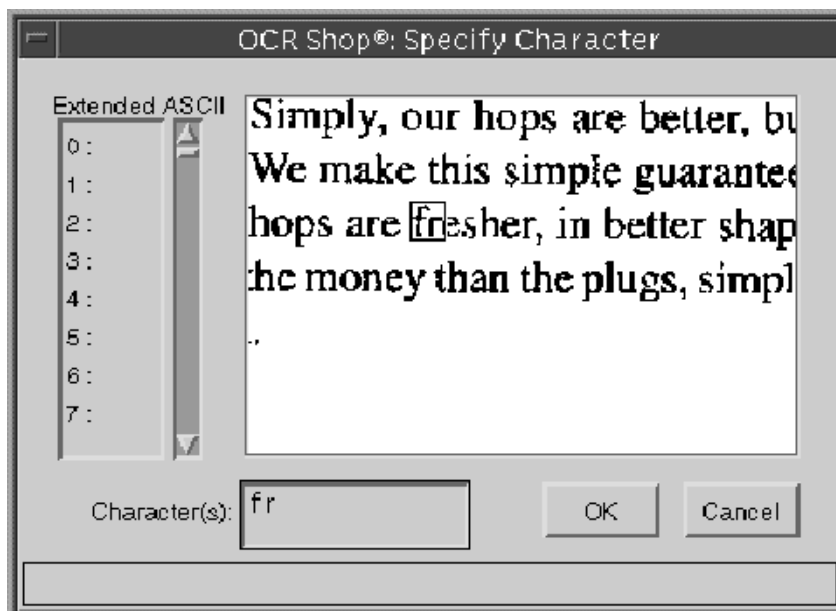 OCR Shop®: Specify Character
Extended ASCII
0:
1:
2:
3:
4:
5:
6:
7:
Simply, our hops are better, bu
We make this simple guarantee
hops are fresher, in better shap
the money than the plugs, simpl
Character(s): fr
OK
Cancel